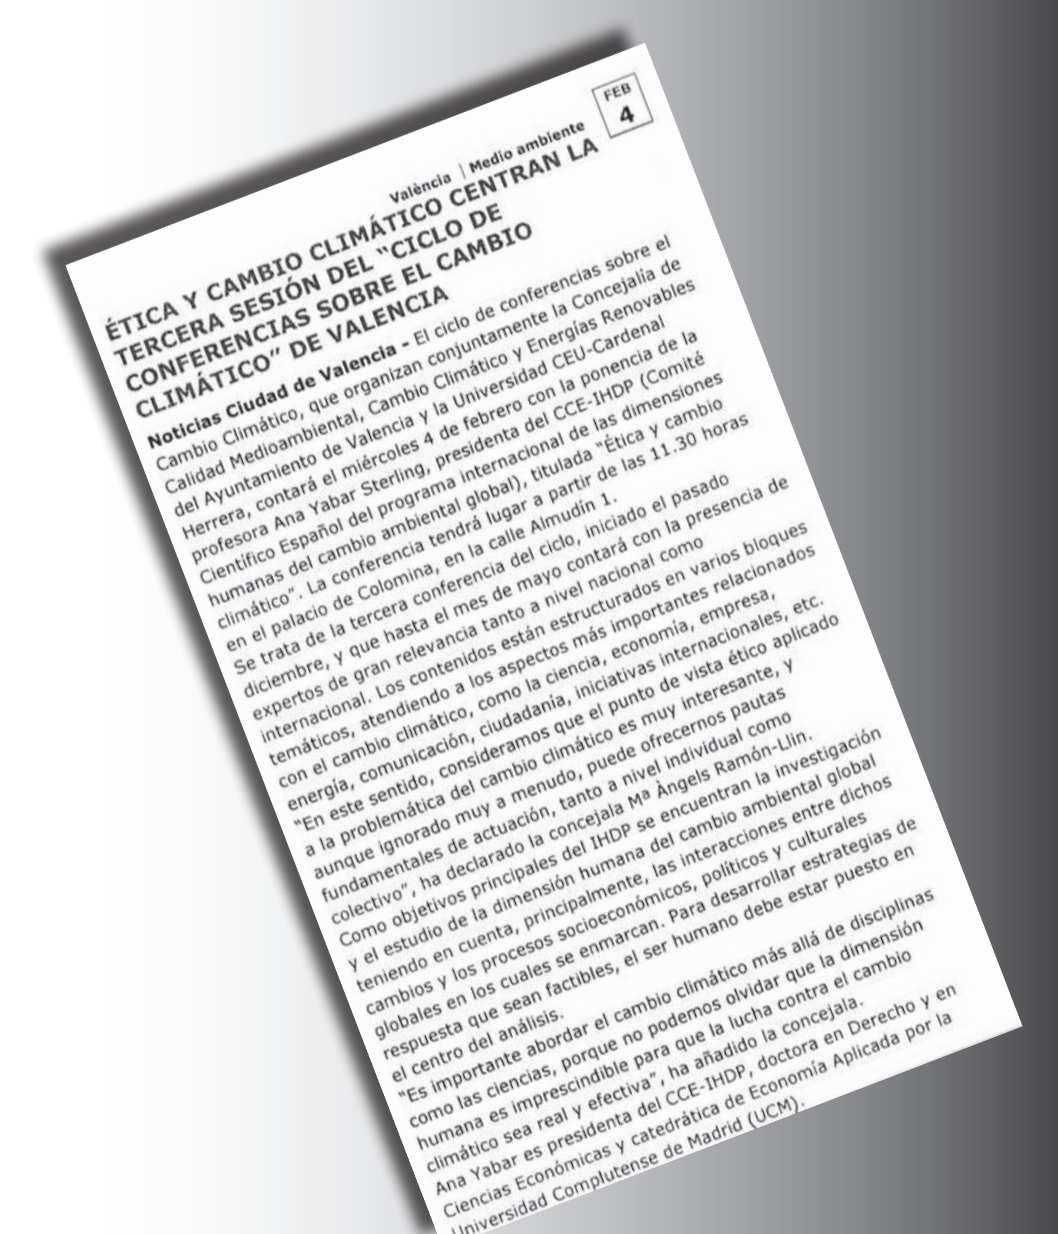 FEB
4
València | Medio ambiente
ÉTICA Y CAMBIO CLIMÁTICO CENTRAN LA
TERCERA SESIÓN DEL “CICLO DE
CONFERENCIAS SOBRE EL CAMBIO
CLIMÁTICO” DE VALENCIA
Noticias Ciudad de Valencia - El ciclo de conferencias sobre el
Cambio Climático, que organizan conjuntamente la Concejalía de
Calidad Medioambiental, Cambio Climático y Energías Renovables
del Ayuntamiento de Valencia y la Universidad CEU-Cardenal
Herrera, contará el miércoles 4 de febrero con la ponencia de la
profesora Ana Yabar Sterling, presidenta del CCE-IHDP (Comité
Científico Español del programa internacional de las dimensiones
humanas del cambio ambiental global), titulada “Ética y cambio
climático”. La conferencia tendrá lugar a partir de las 11.30 horas
en el palacio de Colomina, en la calle Almudín 1.
Se trata de la tercera conferencia del ciclo, iniciado el pasado
diciembre, y que hasta el mes de mayo contará con la presencia de
expertos de gran relevancia tanto a nivel nacional como
internacional. Los contenidos están estructurados en varios bloques
temáticos, atendiendo a los aspectos más importantes relacionados
con el cambio climático, como la ciencia, economía, empresa,
energía, comunicación, ciudadanía, iniciativas internacionales, etc.
“En este sentido, consideramos que el punto de vista ético aplicado
a la problemática del cambio climático es muy interesante, y
aunque ignorado muy a menudo, puede ofrecernos pautas
fundamentales de actuación, tanto a nivel individual como
colectivo”, ha declarado la concejala Mª Àngels Ramón-Llin.
Como objetivos principales del IHDP se encuentran la investigación
y el estudio de la dimensión humana del cambio ambiental global
teniendo en cuenta, principalmente, las interacciones entre dichos
cambios y los procesos socioeconómicos, políticos y culturales
globales en los cuales se enmarcan. Para desarrollar estrategias de
respuesta que sean factibles, el ser humano debe estar puesto en
el centro del análisis.
“Es importante abordar el cambio climático más allá de disciplinas
como las ciencias, porque no podemos olvidar que la dimensión
humana es imprescindible para que la lucha contra el cambio
climático sea real y efectiva”, ha añadido la concejala.
Ana Yabar es presidenta del CCE-IHDP, doctora en Derecho y en
Ciencias Económicas y catedrática de Economía Aplicada por la
Universidad Complutense de Madrid (UCM).